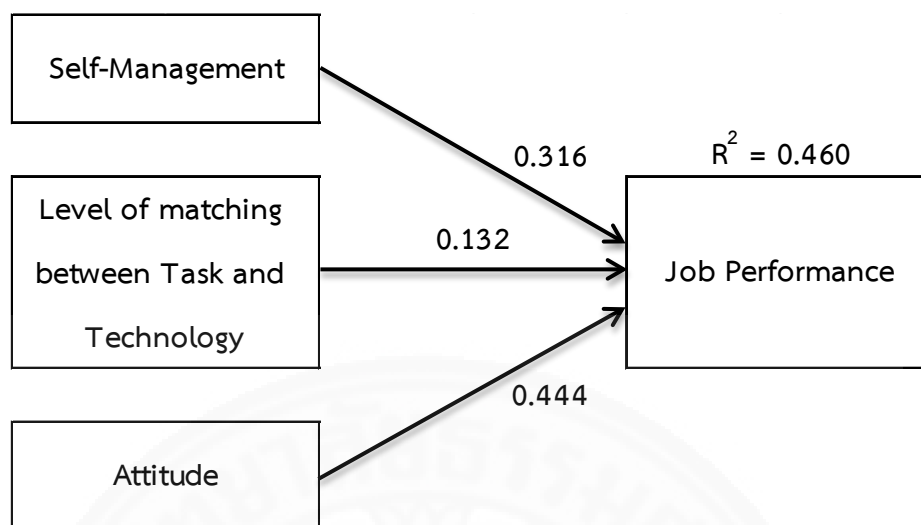 Self-Management
0.316
R² = 0.460
Level of matching
between Task and
Technology
0.132
Job Performance
0.444
Attitude